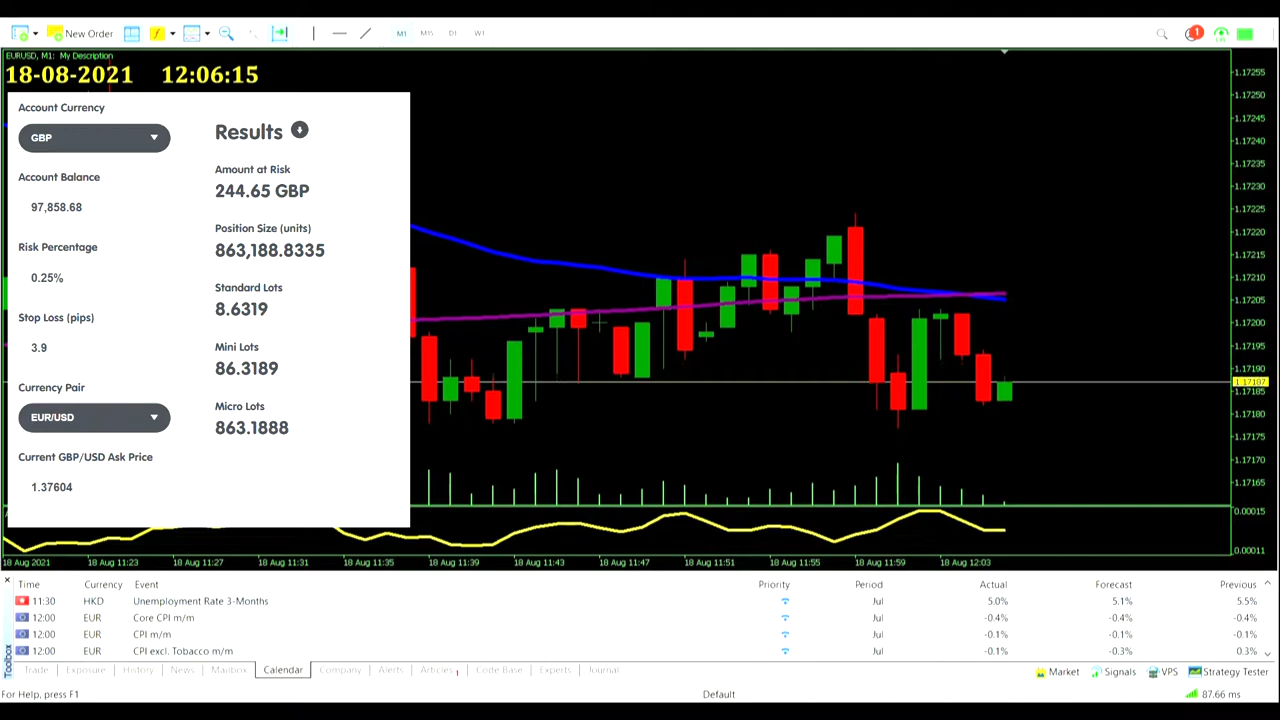 New Order
M1 M15 D1 W1
1
EURUSD, M1: My Description
18-08-2021 12:06:15
Account Currency
GBP
Account Balance
97,858.68
Risk Percentage
0.25%
Stop Loss (pips)
3.9
Currency Pair
EUR/USD
Current GBP/USD Ask Price
1.37604
Results
Amount at Risk
244.65 GBP
Position Size (units)
863,188.8335
Standard Lots
8.6319
Mini Lots
86.3189
Micro Lots
863.1888
1.17255
1.17250
1.17245
1.17240
1.17235
1.17230
1.17225
1.17220
1.17215
1.17210
1.17205
1.17200
1.17195
1.17190
1.17187
1.17185
1.17180
1.17175
1.17170
1.17165
0.00015
0.00011
18 Aug 2021 18 Aug 11:23 18 Aug 11:27 18 Aug 11:31 18 Aug 11:35 18 Aug 11:39 18 Aug 11:43 18 Aug 11:47 18 Aug 11:51 18 Aug 11:55 18 Aug 11:59 18 Aug 12:03
Time Currency Event Priority Period Actual Forecast Previous
11:30 HKD Unemployment Rate 3-Months Jul 5.0% 5.1% 5.5%
12:00 EUR Core CPI m/m Jul -0.4% -0.4% -0.4%
12:00 EUR CPI m/m Jul -0.1% -0.1% -0.1%
12:00 EUR CPI excl. Tobacco m/m Jul -0.1% -0.3% 0.3%
Toolbox
Trade Exposure History News Mailbox Calendar Company Alerts Articles 1 Code Base Experts Journal
Market Signals VPS Strategy Tester
For Help, press F1 Default 87.66 ms